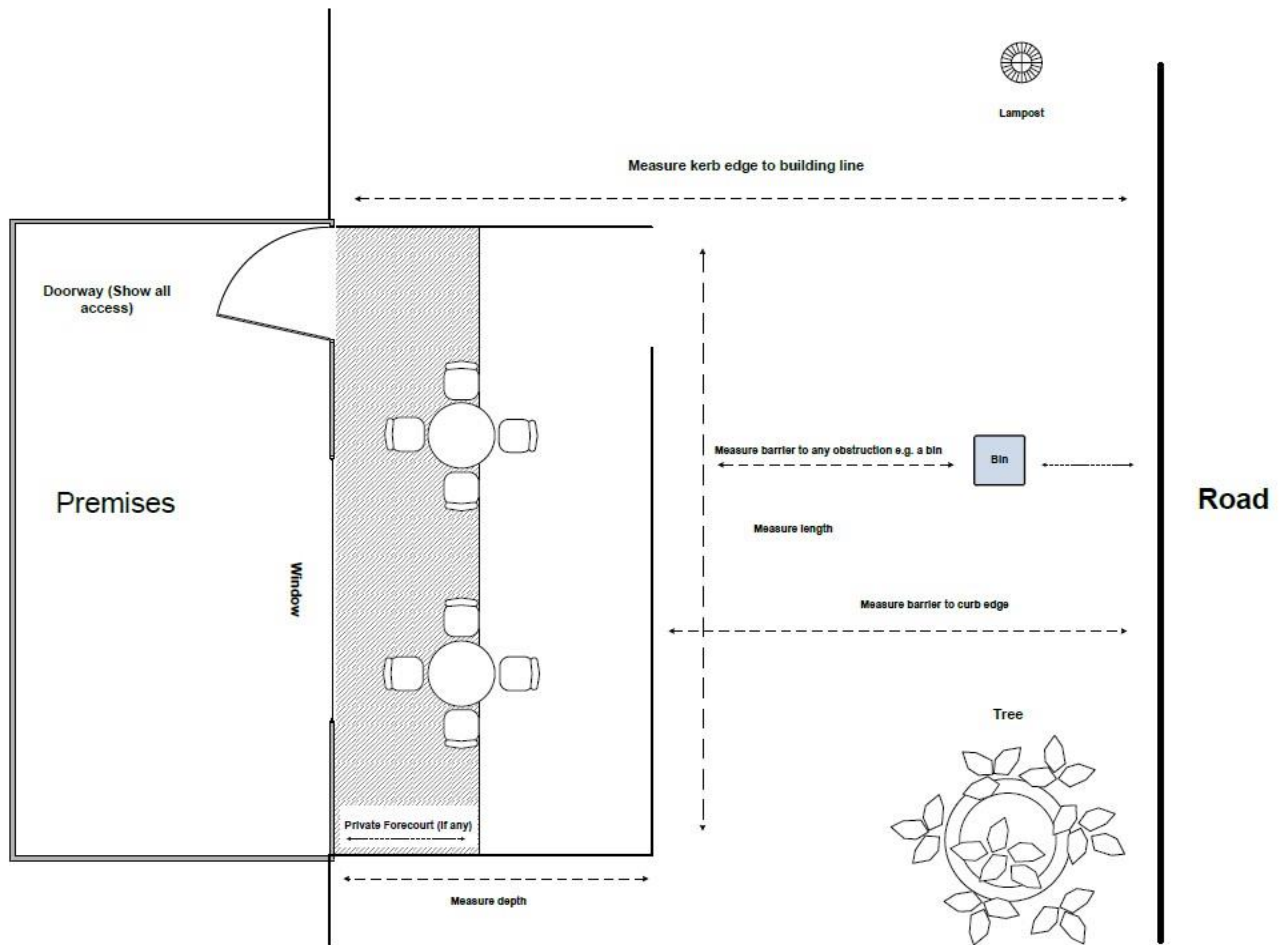 Lampost
Measure kerb edge to building line
Doorway (Show all
access)
Measure barrier to any obstruction e.g. a bin
Bin
Premises
Road
Measure length
Window
Measure barrier to curb edge
Tree
Private Forecourt (if any)
Measure depth